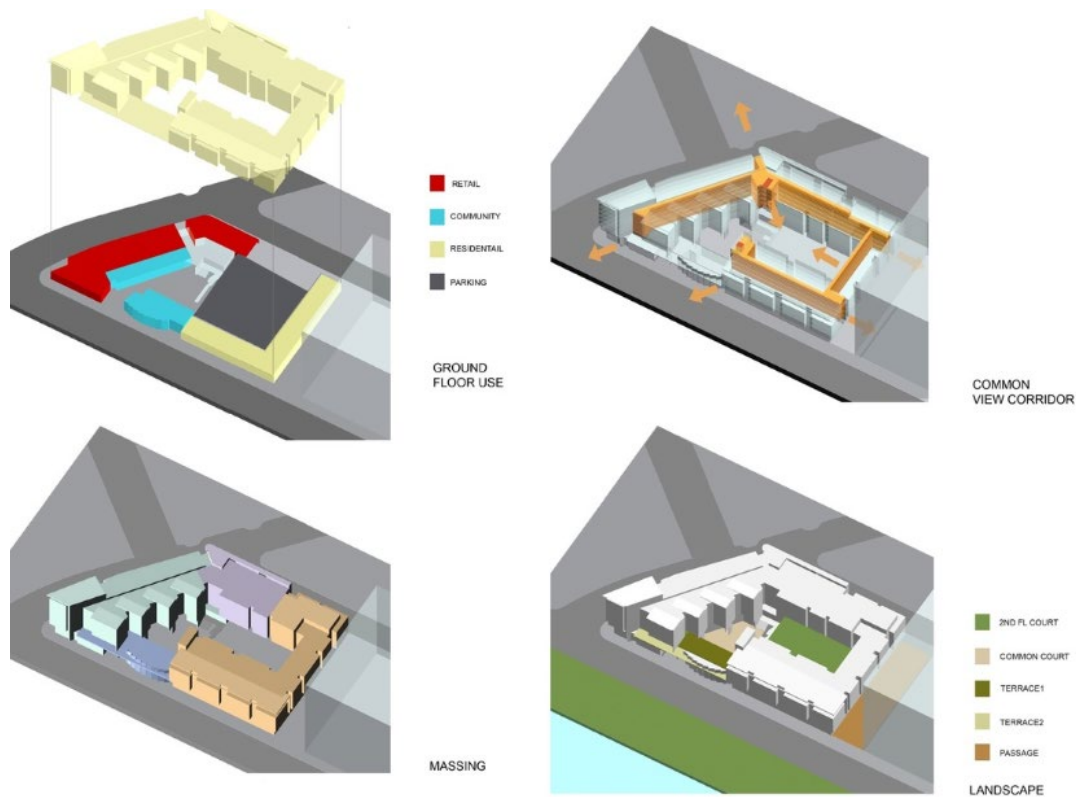 RETAIL
COMMUNITY
RESIDENTAIL
PARKING
GROUND
FLOOR USE
COMMON
VIEW CORRIDOR
MASSING
2ND FL COURT
COMMON COURT
TERRACE1
TERRACE2
PASSAGE
LANDSCAPE